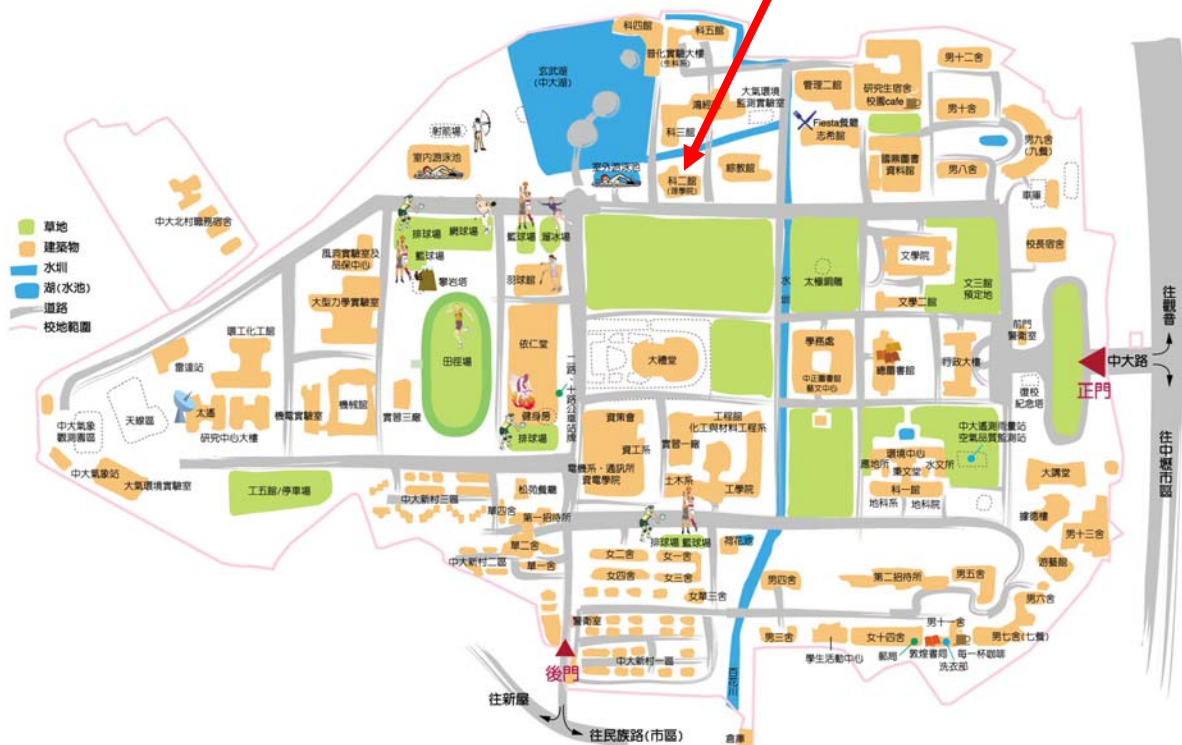 科四館
科五館
普化實驗大樓
(生科系)
玄武湖
(中大湖)
鴻經館
大氣環境
監測實驗室
管理二館
研究生宿舍
校園cafe
男十二舍
男十舍
射箭場
科三館
Fiesta餐廳
志希館
男九舍
(九餐)
室內游泳池
室外游泳池
科二館
(理學院)
綜教館
國鼎圖書
資料館
男八舍
車庫
中大北村職務宿舍
草地
建築物
水圳
湖(水池)
道路
校地範圍
排球場
網球場
籃球場
溜冰場
校長宿舍
風洞實驗室及
品保中心
籃球場
攀岩塔
羽球館
水圳
太極銅雕
文學院
文三館
預定地
大型力學實驗室
文學二館
往觀音
環工化工館
田徑場
依仁堂
大禮堂
學務處
總圖書館
行政大樓
前門
警衛室
中大路
正門
雷達站
二路、十路公車站牌
中正圖書館
藝文中心
復校
紀念塔
太遙
天線區
機電實驗室
機械館
實習三廠
健身房
資策會
工程館
化工與材料工程系
中大氣象
觀測園區
研究中心大樓
排球場
資工系
實習一廠
中大遙測雨量站
空氣品質監測站
往中壢市區
環境中心
應地所
秉文堂
水文所
中大氣象站
大氣環境實驗室
電機系、通訊所
資電學院
土木系
工學院
科一館
地科系
地科院
大講堂
工五館/停車場
中大新村三區
松苑餐廳
單四舍
第一招待所
據德樓
男十三舍
單二舍
排球場
籃球場
荷花池
中大新村二區
單一舍
女二舍
女一舍
游藝館
女四舍
女三舍
男四舍
第二招待所
男五舍
女單三舍
男六舍
警衛室
男三舍
學生活動中心
女十四舍
男十一舍
男七舍(七餐)
後門
中大新村一區
百花川
郵局
敦煌書局
洗衣部
每一杯咖啡
往新屋
往民族路(市區)
倉庫